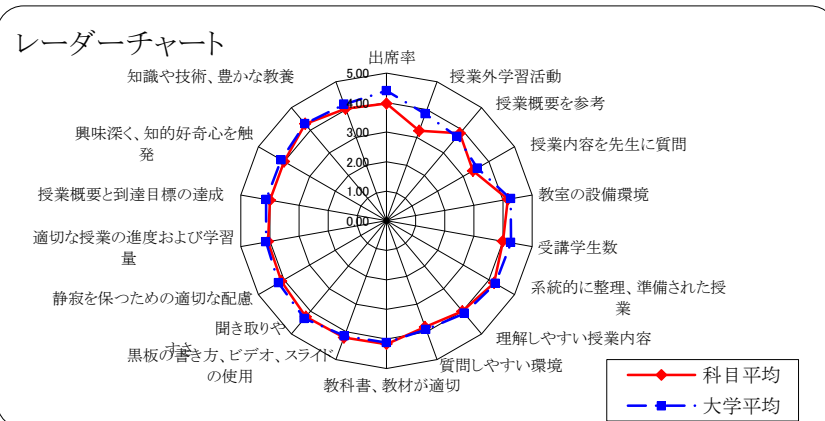 レーダーチャート
出席率
授業外学習活動
授業概要を参考
授業内容を先生に質問
教室の設備環境
受講学生数
系統的に整理、準備された授
業
理解しやすい授業内容
質問しやすい環境
教科書、教材が適切
黒板の書き方、ビデオ、スライド
の使用
聞き取りや
すさ
静寂を保つための適切な配慮
適切な授業の進度および学習
量
授業概要と到達目標の達成
興味深く、知的好奇心を触
発
知識や技術、豊かな教養
5.00
4.00
3.00
2.00
1.00
0.00
科目平均
大学平均